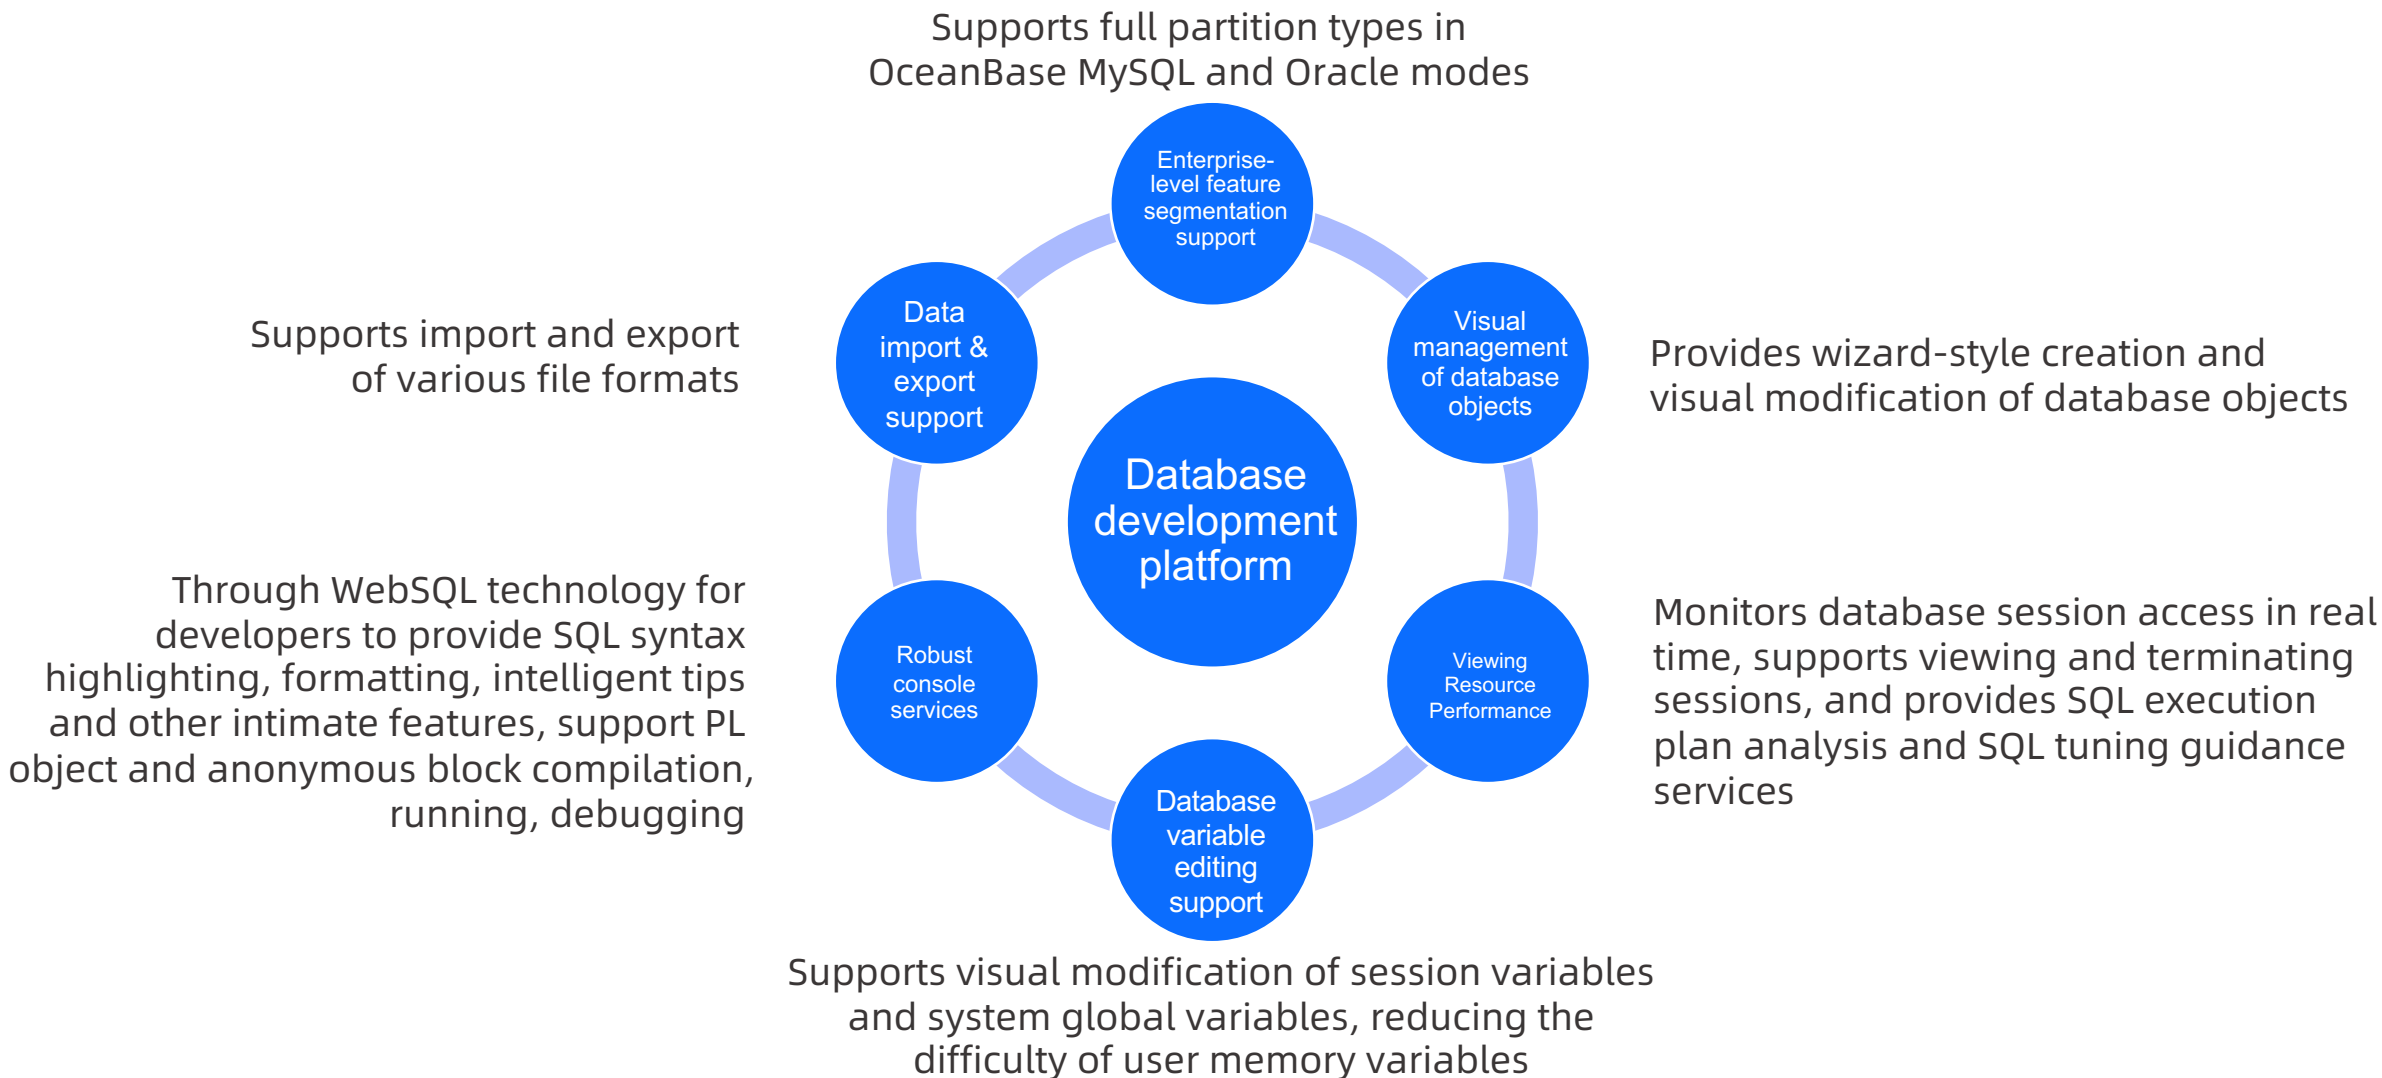 Supports full partition types in
OceanBase MySQL and Oracle modes
Enterprise-
level feature
segmentation
support
Data
import &
export
support
Supports import and export
of various file formats
Visual
management
of database
objects
Provides wizard-style creation and
visual modification of database objects
Database
development
platform
Through WebSQL technology for
developers to provide SQL syntax
highlighting, formatting, intelligent tips
and other intimate features, support PL
object and anonymous block compilation,
running, debugging
Robust
console
services
Viewing
Resource
Performance
Monitors database session access in real
time, supports viewing and terminating
sessions, and provides SQL execution
plan analysis and SQL tuning guidance
services
Database
variable
editing
support
Supports visual modification of session variables
and system global variables, reducing the
difficulty of user memory variables